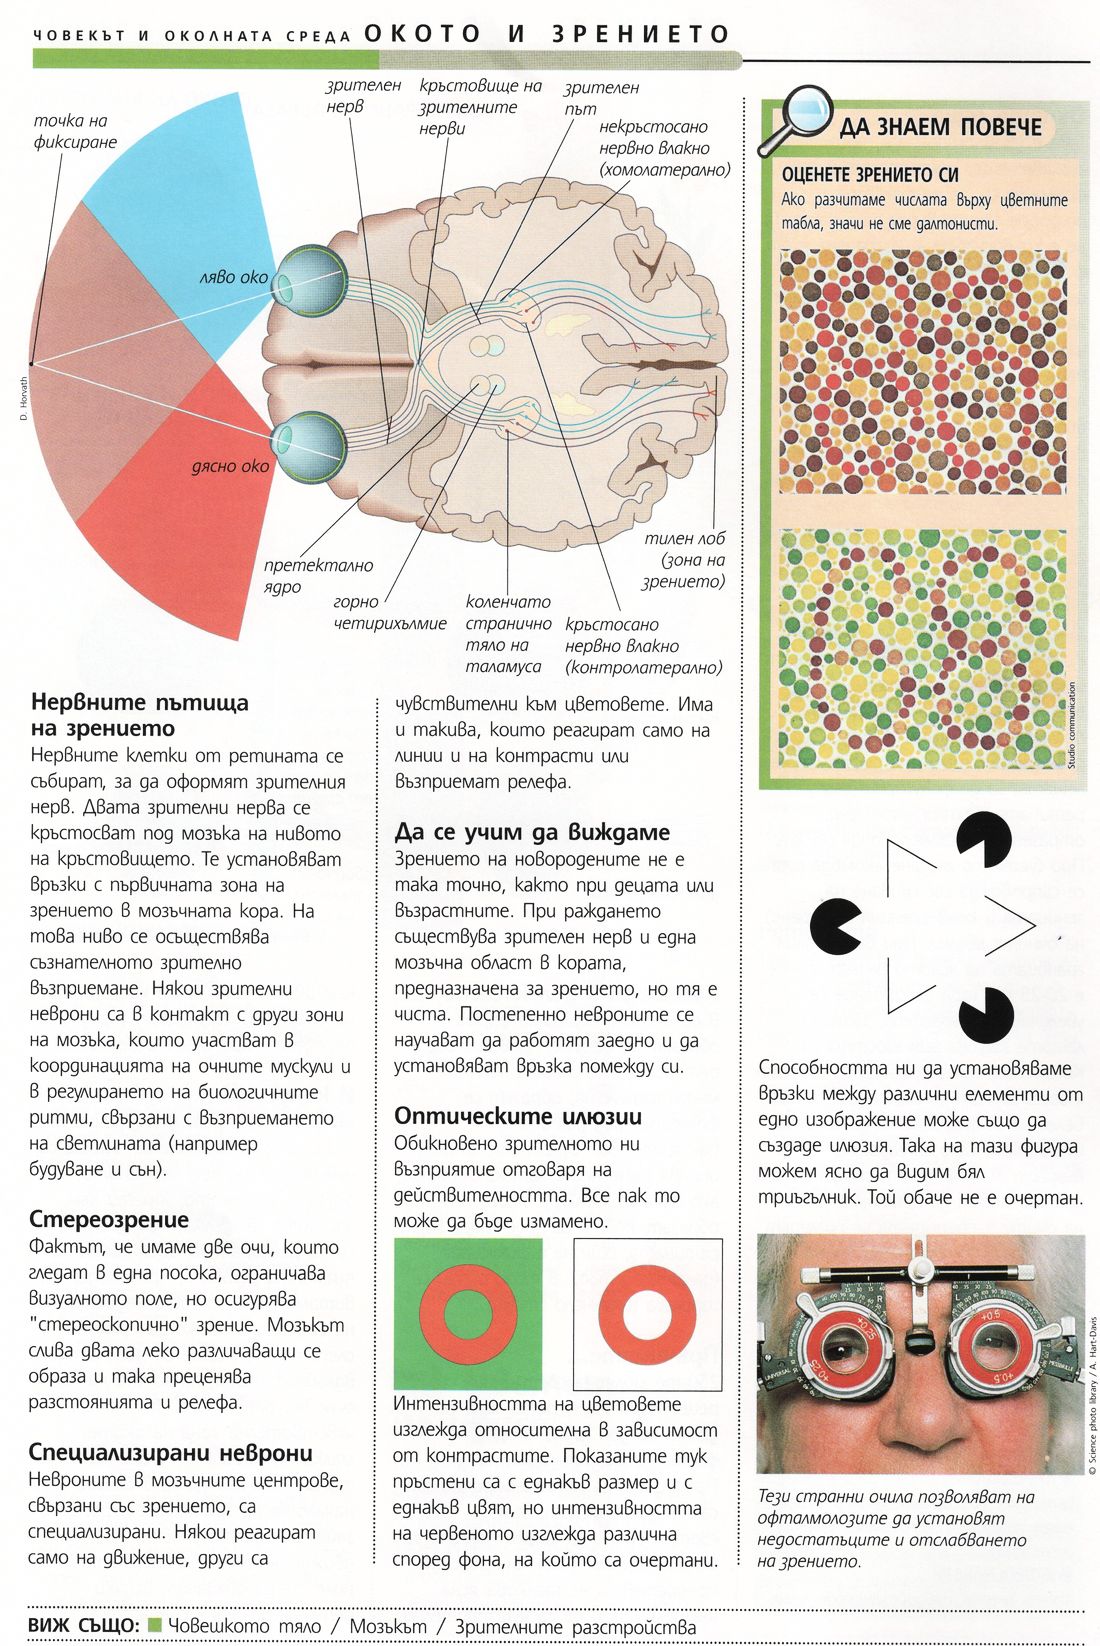 ЧОВЕКЪТ И ОКОЛНАТА СРЕДА ОКОТО И ЗРЕНИЕТО
точка на
фиксиране
зрителен
нерв
кръстовище на
зрителните
нерви
зрителен
път
некръстосано
нервно влакно
(хомолатерално)
ляво око
дясно око
D. Horvath
претектално
ядро
горно
четирихълмие
коленчато
странично
тяло на
таламуса
кръстосано
нервно влакно
(контролатерално)
тилен лоб
(зона на
зрението)
Нервните пътища
на зрението
Нервните клетки от ретината се
събират, за да оформят зрителния
нерв. Двата зрителни нерва се
кръстосват под мозъка на нивото
на кръстовището. Те установяват
връзки с първичната зона на
зрението в мозъчната кора. На
това ниво се осъществява
съзнателното зрително
възприемане. Някои зрителни
неврони са в контакт с други зони
на мозъка, които участват в
координацията на очните мускули и
в регулирането на биологичните
ритми, свързани с възприемането
на светлината (например
будуване и сън).
Стереозрение
Фактът, че имаме две очи, които
гледат в една посока, ограничава
визуалното поле, но осигурява
"стереоскопично" зрение. Мозъкът
слива двата леко различаващи се
образа и така преценява
разстоянията и релефа.
Специализирани неврони
Невроните в мозъчните центрове,
свързани със зрението, са
специализирани. Някои реагират
само на движение, други са
чувствителни към цветовете. Има
и такива, които реагират само на
линии и на контрасти или
възприемат релефа.
Да се учим да виждаме
Зрението на новородените не е
така точно, както при децата или
възрастните. При раждането
съществува зрителен нерв и една
мозъчна област в кората,
предназначена за зрението, но тя е
чиста. Постепенно невроните се
научават да работят заедно и да
установяват връзка помежду си.
Оптическите илюзии
Обикновено зрителното ни
възприятие отговаря на
действителността. Все пак то
може да бъде измамено.
Интензивността на цветовете
изглежда относителна в зависимост
от контрастите. Показаните тук
пръстени са с еднакъв размер и с
еднакъв цвят, но интензивността
на червеното изглежда различна
според фона, на който са очертани.
ДА ЗНАЕМ ПОВЕЧЕ
ОЦЕНЕТЕ ЗРЕНИЕТО СИ
Ако разчитаме числата върху цветните
табла, значи не сме далтонисти.
Studio communication
Способността ни да установяваме
връзки между различни елементи от
едно изображение може също да
създаде илюзия. Така на тази фигура
можем ясно да видим бял
триъгълник. Той обаче не е очертан.
R
L
+0.25
+0.25
+0.5
+0.5
UNIVERSAL
© Science photo library / A. Hart-Davis
Тези странни очила позволяват на
офталмолозите да установят
недостатъците и отслабването
на зрението.
ВИЖ СЪЩО: Човешкото тяло / Мозъкът / Зрителните разстройства